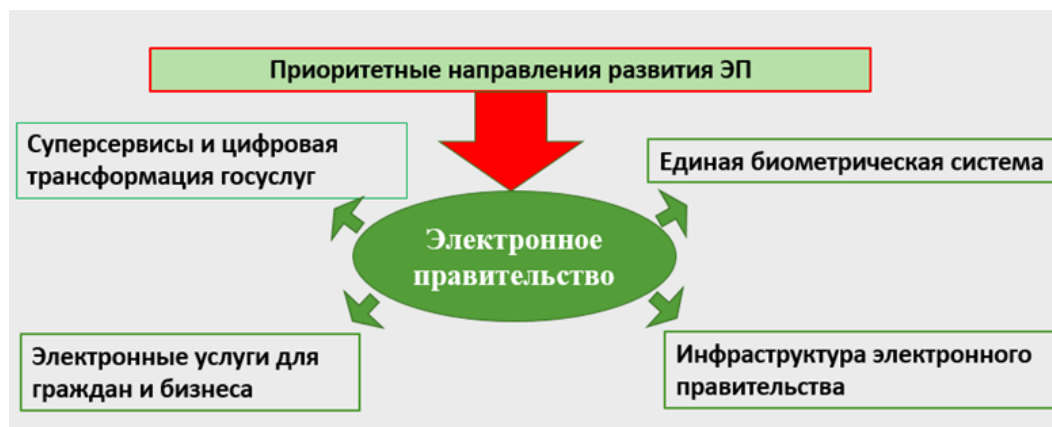 Приоритетные направления развития ЭП
Суперсервисы и цифровая
трансформация госуслуг
Единая биометрическая система
Электронное
правительство
Электронные услуги для
граждан и бизнеса
Инфраструктура электронного
правительства